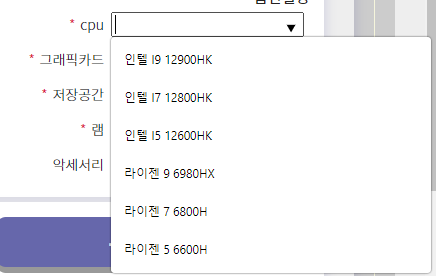 * cpu
인텔 I9 12900HK
* 그래픽카드
인텔 I7 12800HK
* 저장공간
인텔 I5 12600HK
* 램
악세서리
라이젠 9 6980HX
라이젠 7 6800H
라이젠 5 6600H